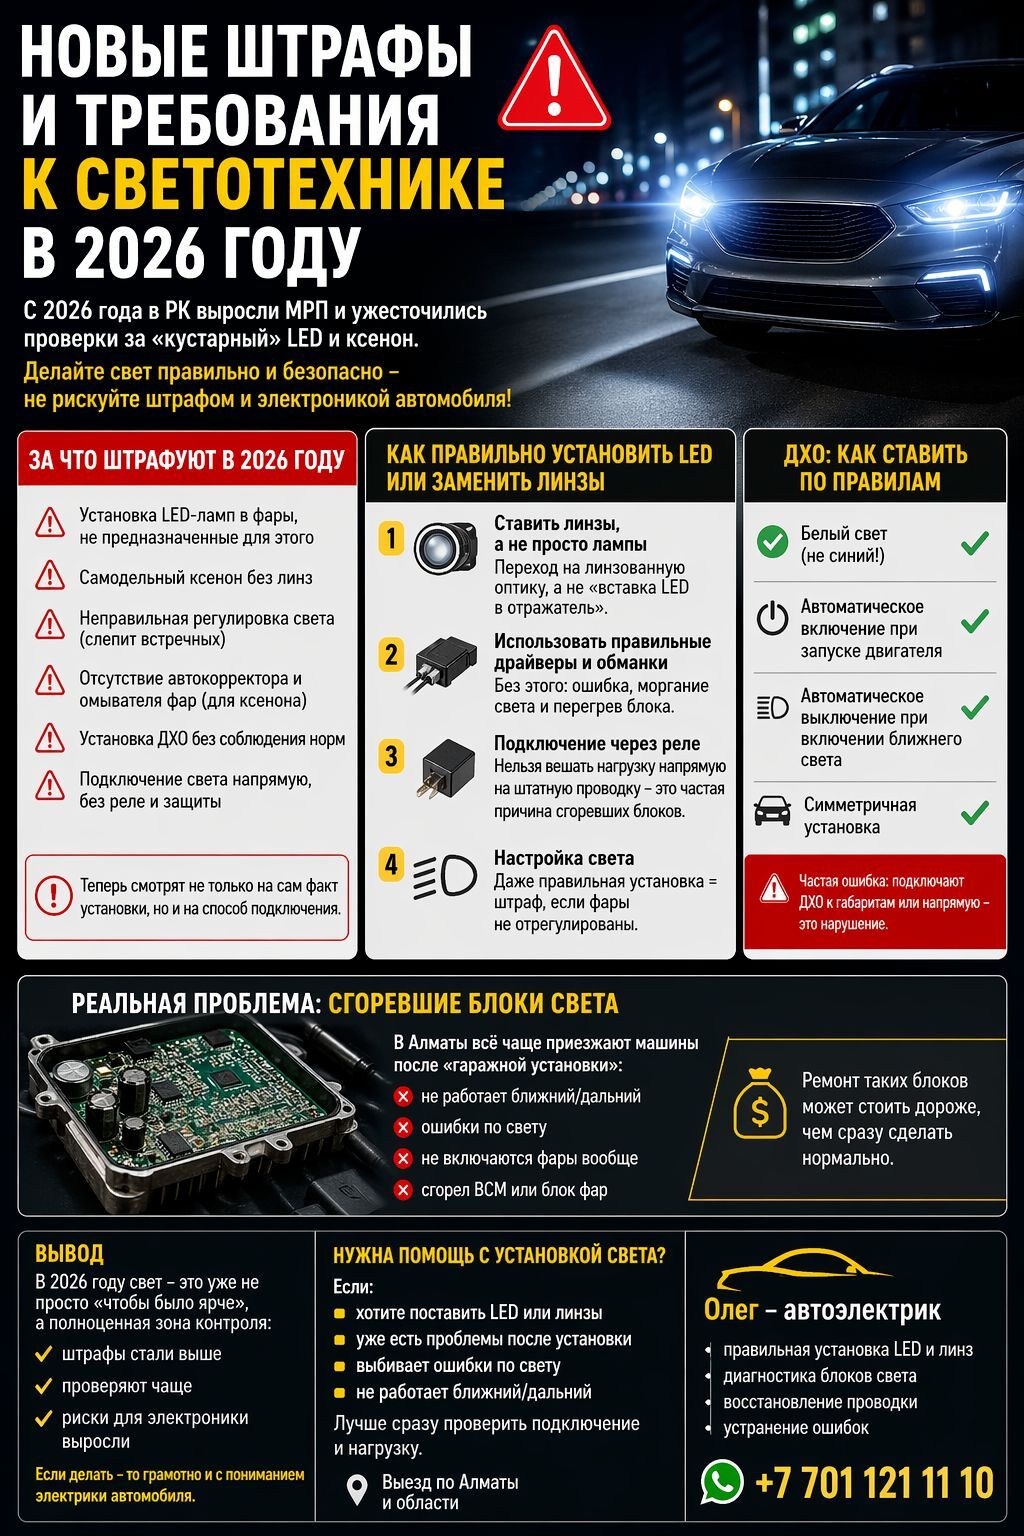 НОВЫЕ ШТРАФЫ
И ТРЕБОВАНИЯ
К СВЕТОТЕХНИКЕ
В 2026 ГОДУ
С 2026 года в РК выросли МРП и ужесточились
проверки за «кустарный» LED и ксенон.
Делайте свет правильно и безопасно –
не рискуйте штрафом и электроникой автомобиля!
ЗА ЧТО ШТРАФУЮТ В 2026 ГОДУ
Установка LED-ламп в фары,
не предназначенные для этого
Самодельный ксенон без линз
Неправильная регулировка света
(слепит встречных)
Отсутствие автокорректора и
омывателя фар (для ксенона)
Установка ДХО без соблюдения норм
Подключение света напрямую,
без реле и защиты
Теперь смотрят не только на сам факт
установки, но и на способ подключения.
КАК ПРАВИЛЬНО УСТАНОВИТЬ LED
ИЛИ ЗАМЕНИТЬ ЛИНЗЫ
1
Ставить линзы,
а не просто лампы
Переход на линзованную
оптику, а не «вставка LED
в отражатель».
2
Использовать правильные
драйверы и обманки
Без этого: ошибка, моргание
света и перегрев блока.
3
Подключение через реле
Нельзя вешать нагрузку напрямую
на штатную проводку – это частая
причина сгоревших блоков.
4
Настройка света
Даже правильная установка =
штраф, если фары
не отрегулированы.
ДХО: КАК СТАВИТЬ
ПО ПРАВИЛАМ
Белый свет
(не синий!)
Автоматическое
включение при
запуске двигателя
Автоматическое
выключение при
включении ближнего
света
Симметричная
установка
Частая ошибка: подключают
ДХО к габаритам или напрямую –
это нарушение.
РЕАЛЬНАЯ ПРОБЛЕМА: СГОРЕВШИЕ БЛОКИ СВЕТА
В Алматы всё чаще приезжают машины
после «гаражной установки»:
не работает ближний/дальний
ошибки по свету
не включаются фары вообще
сгорел BCM или блок фар
$
Ремонт таких блоков
может стоить дороже,
чем сразу сделать
нормально.
ВЫВОД
В 2026 году свет – это уже не
просто «чтобы было ярче»,
а полноценная зона контроля:
штрафы стали выше
проверяют чаще
риски для электроники
выросли
Если делать – то грамотно и с пониманием
электрики автомобиля.
НУЖНА ПОМОЩЬ С УСТАНОВКОЙ СВЕТА?
Если:
хотите поставить LED или линзы
уже есть проблемы после установки
выбивает ошибки по свету
не работает ближний/дальний
Лучше сразу проверить подключение
и нагрузку.
Выезд по Алматы
и области
Олег – автоэлектрик
правильная установка LED и линз
диагностика блоков света
восстановление проводки
устранение ошибок
+7 701 121 11 10